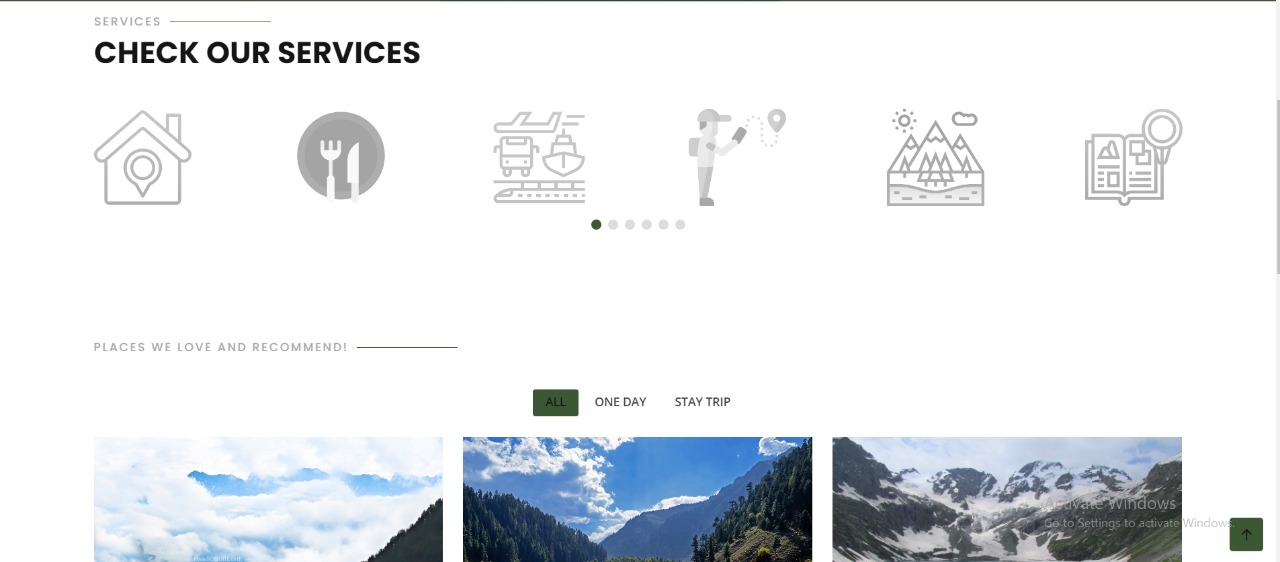 SERVICES
CHECK OUR SERVICES
PLACES WE LOVE AND RECOMMEND!
ALL ONE DAY STAY TRIP
Activate Windows
Go to Settings to activate Windows.